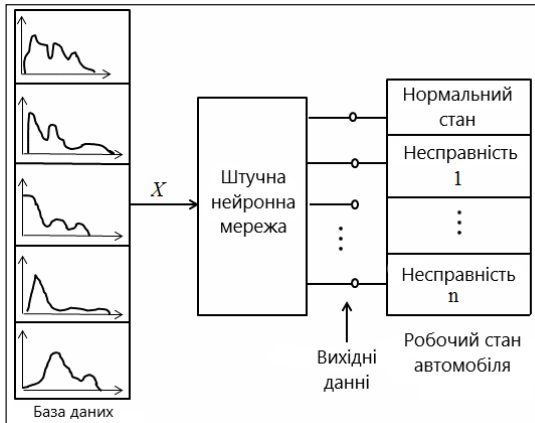 База даних
X
Штучна
нейронна
мережа
Вихідні
данні
Нормальний
стан
Несправність
1
Несправність
n
Робочий стан
автомобіля